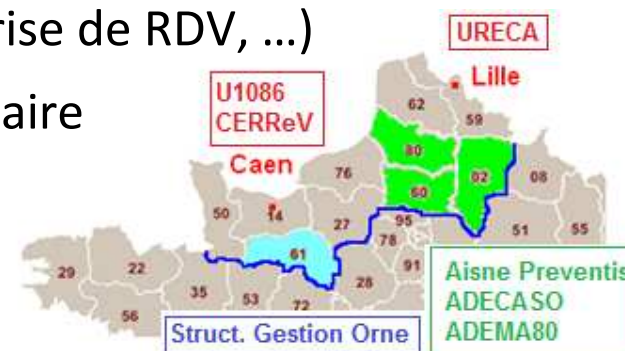 rise de RDV, …)
aire
URECA
Lille
U1086
CERReV
Caen
62
59
80
02
08
76
60
50
14
27
95
78
51
55
61
91
29
22
28
35
53
72
56
Aisne Preventis
ADECASO
ADEMA80
Struct. Gestion Orne